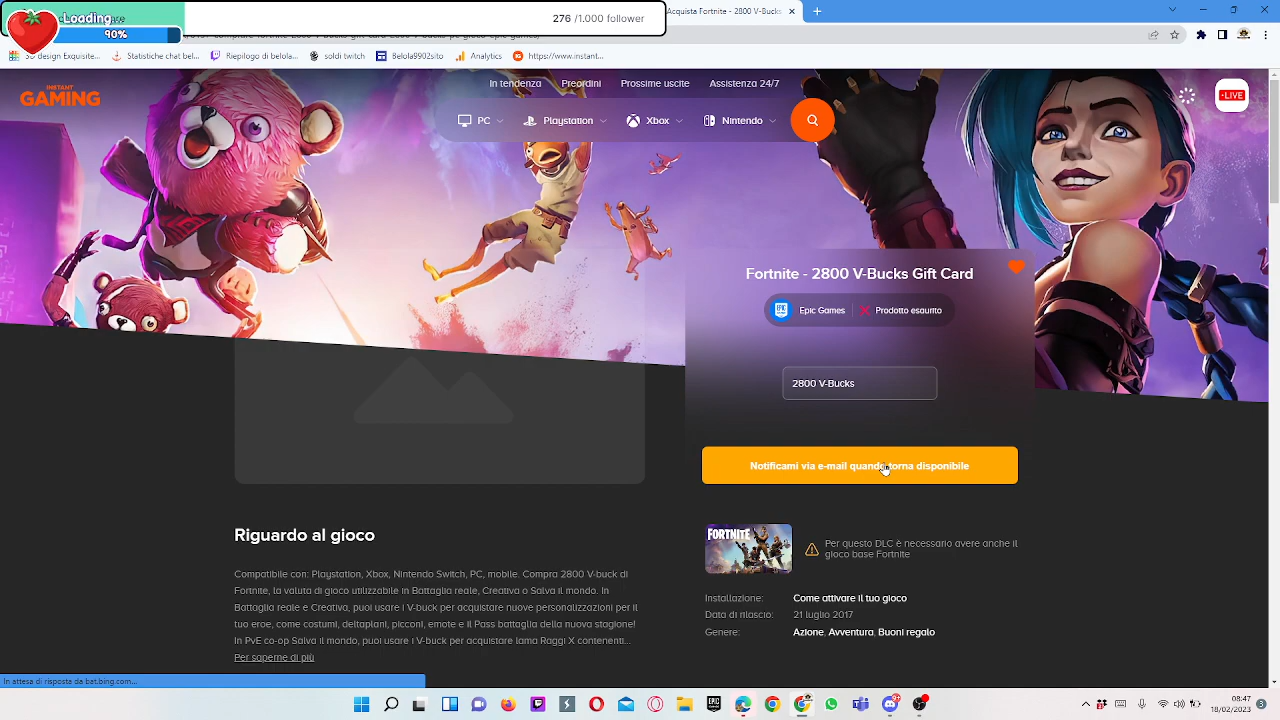 Loading
90%
276 /1.000 follower
Acquista Fortnite - 2800 V-Bucks
3D design Exquisite...
Statistiche chat bel...
Riepilogo di belola...
soldi twitch
Belola9902sito
Analytics
https://www.instant...
INSTANT
GAMING
In tendenza
Preordini
Prossime uscite
Assistenza 24/7
PC
Playstation
Xbox
Nintendo
LIVE
Fortnite - 2800 V-Bucks Gift Card
EPIC
GAMES
Epic Games
Prodotto esaurito
2800 V-Bucks
Notificami via e-mail quando torna disponibile
Riguardo al gioco
FORTNITE
Per questo DLC è necessario avere anche il
gioco base Fortnite
Compatibile con: Playstation, Xbox, Nintendo Switch, PC, mobile. Compra 2800 V-buck di
Fortnite, la valuta di gioco utilizzabile in Battaglia reale, Creativa o Salva il mondo. In
Battaglia reale e Creativa, puoi usare i V-buck per acquistare nuove personalizzazioni per il
tuo eroe, come costumi, deltaplani, picconi, emote e il Pass battaglia della nuova stagione!
In PvE co-op Salva il mondo, puoi usare i V-buck per acquistare lama Raggi X contenenti...
Per saperne di più
Installazione: Come attivare il tuo gioco
Data di rilascio: 21 luglio 2017
Genere: Azione, Avventura, Buoni regalo
In attesa di risposta da bat.bing.com...
08:47
18/02/2023